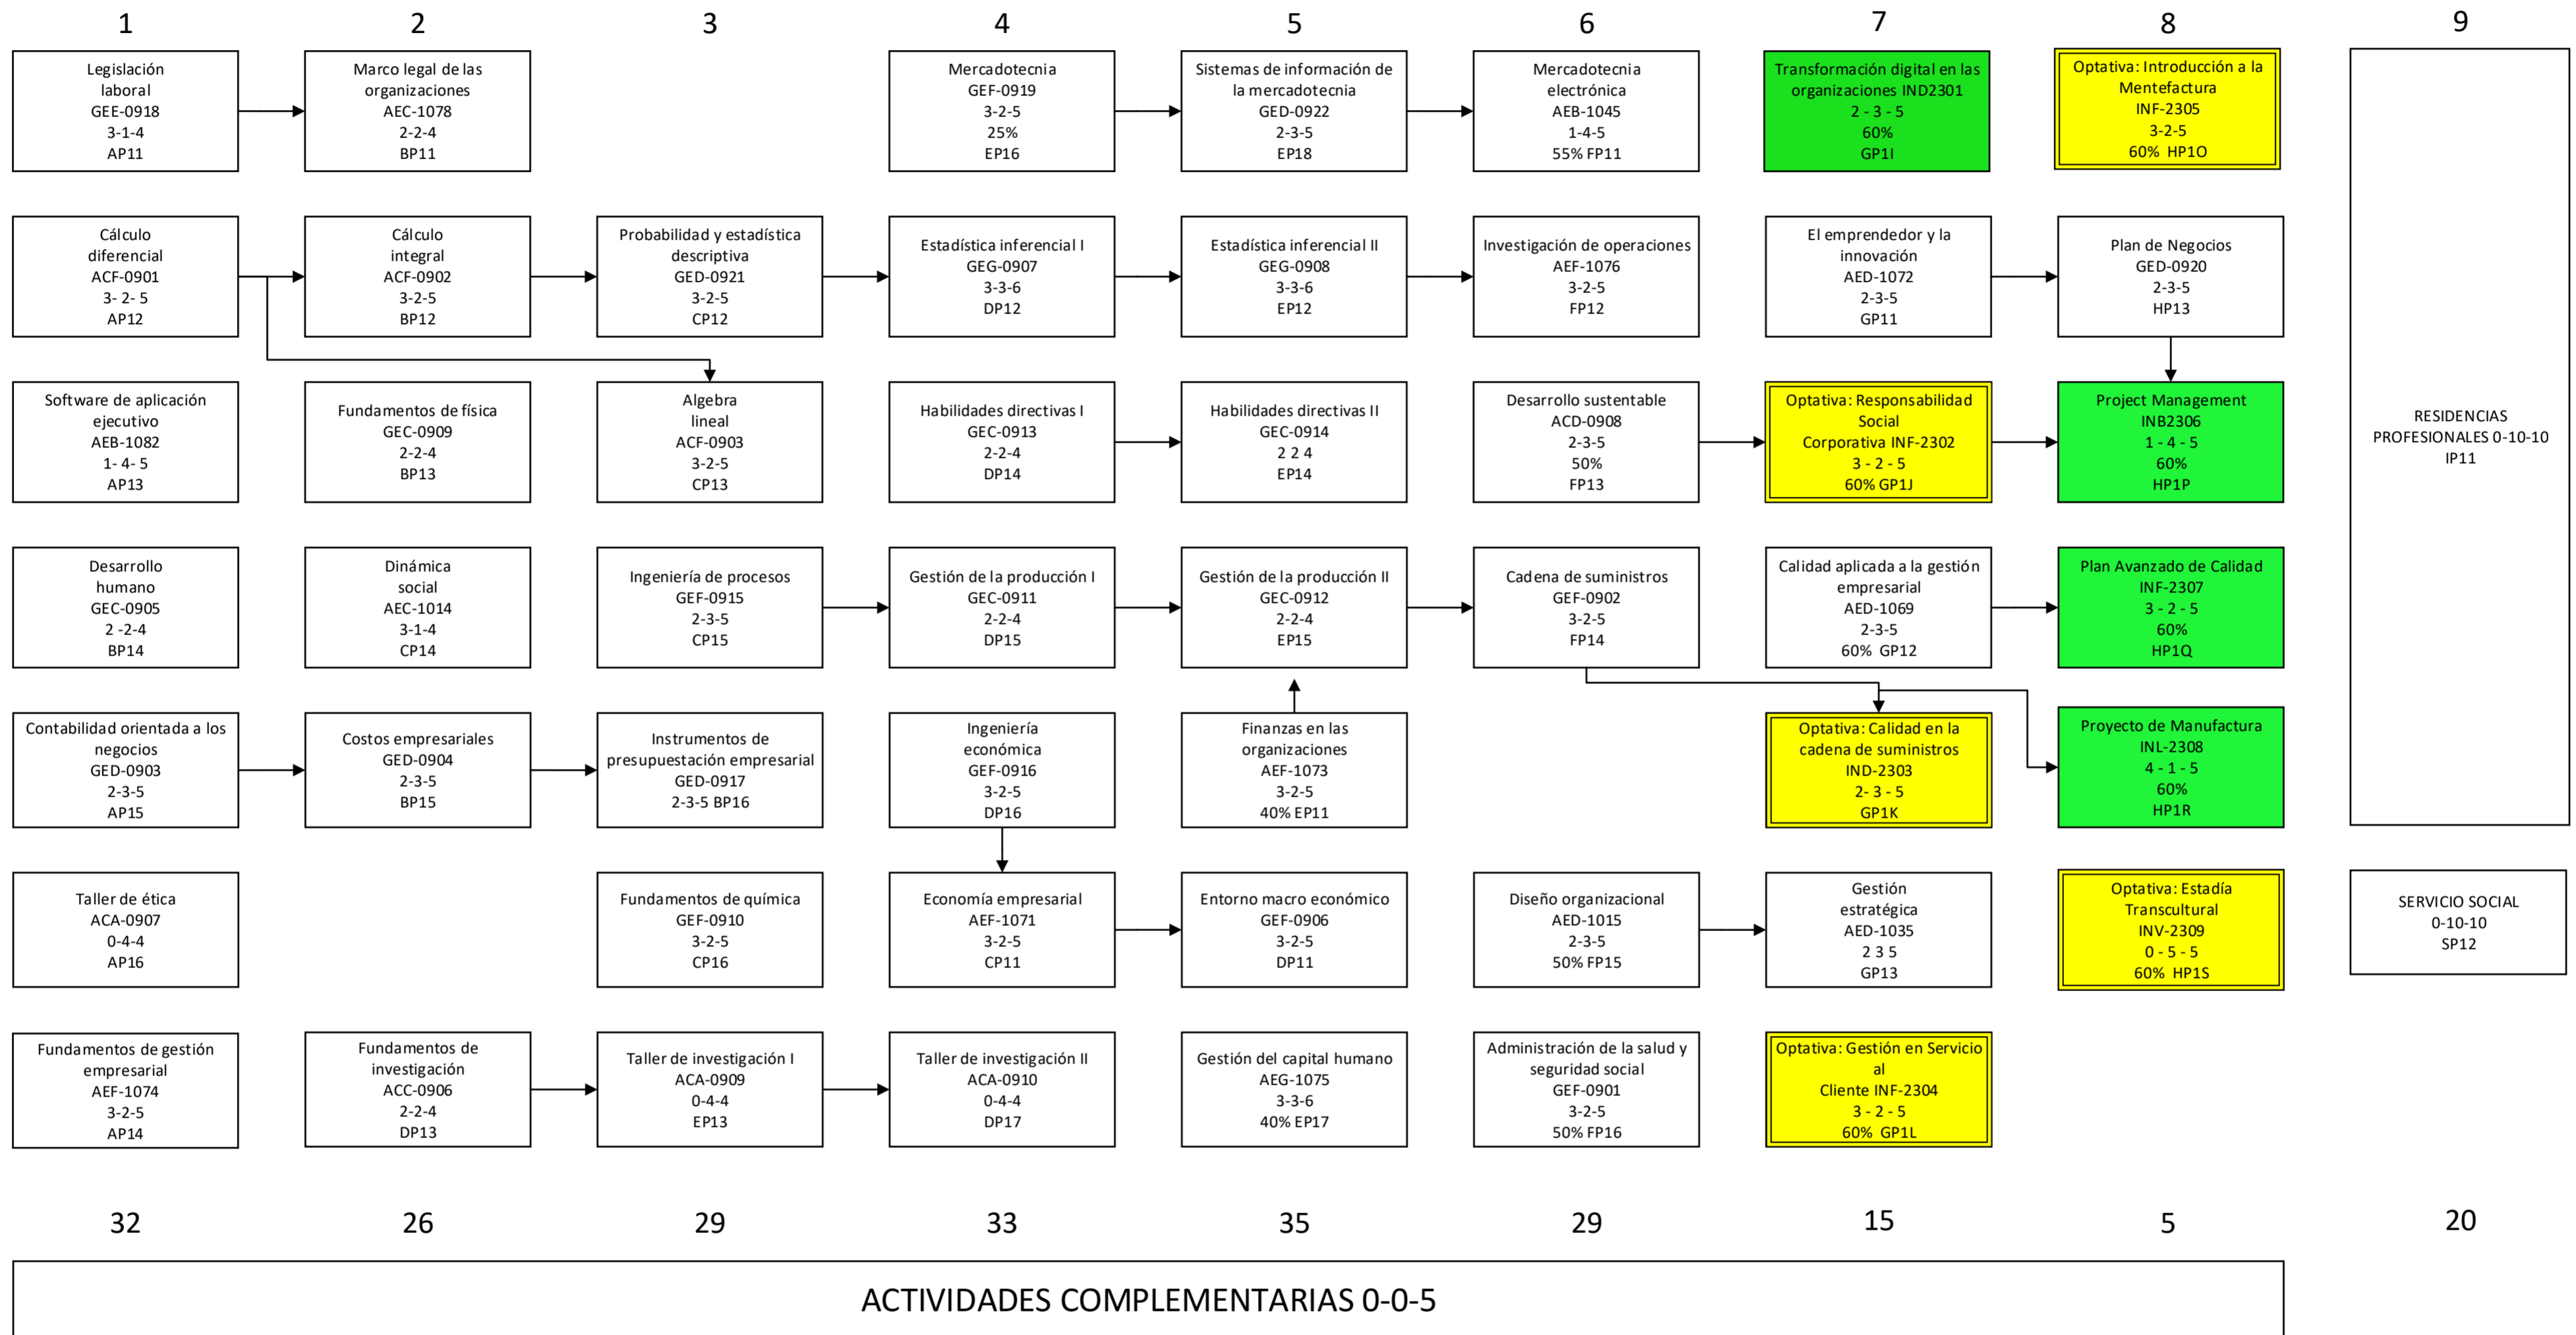 1
2
3
4
5
6
7
8
9
Legislación
laboral
GEE-0918
3-1-4
AP11
Marco legal de las
organizaciones
AEC-1078
2-2-4
BP11
Mercadotecnia
GEF-0919
3-2-5
25%
EP16
Sistemas de información de
la mercadotecnia
GED-0922
2-3-5
EP18
Mercadotecnia
electrónica
AEB-1045
1-4-5
55% FP11
Transformación digital en las
organizaciones IND2301
2 - 3 - 5
60%
GP1I
Optativa: Introducción a la
Mentefactura
INF-2305
3-2-5
60% HP1O
Cálculo
diferencial
ACF-0901
3- 2- 5
AP12
Cálculo
integral
ACF-0902
3-2-5
BP12
Probabilidad y estadística
descriptiva
GED-0921
3-2-5
CP12
Estadística inferencial I
GEG-0907
3-3-6
DP12
Estadística inferencial II
GEG-0908
3-3-6
EP12
Investigación de operaciones
AEF-1076
3-2-5
FP12
El emprendedor y la
innovación
AED-1072
2-3-5
GP11
Plan de Negocios
GED-0920
2-3-5
HP13
Software de aplicación
ejecutivo
AEB-1082
1- 4- 5
AP13
Fundamentos de física
GEC-0909
2-2-4
BP13
Algebra
lineal
ACF-0903
3-2-5
CP13
Habilidades directivas I
GEC-0913
2-2-4
DP14
Habilidades directivas II
GEC-0914
2 2 4
EP14
Desarrollo sustentable
ACD-0908
2-3-5
50%
FP13
Optativa: Responsabilidad
Social
Corporativa INF-2302
3 - 2 - 5
60% GP1J
Project Management
INB2306
1 - 4 - 5
60%
HP1P
RESIDENCIAS
PROFESIONALES 0-10-10
IP11
Desarrollo
humano
GEC-0905
2 -2-4
BP14
Dinámica
social
AEC-1014
3-1-4
CP14
Ingeniería de procesos
GEF-0915
2-3-5
CP15
Gestión de la producción I
GEC-0911
2-2-4
DP15
Gestión de la producción II
GEC-0912
2-2-4
EP15
Cadena de suministros
GEF-0902
3-2-5
FP14
Calidad aplicada a la gestión
empresarial
AED-1069
2-3-5
60% GP12
Plan Avanzado de Calidad
INF-2307
3 - 2 - 5
60%
HP1Q
Contabilidad orientada a los
negocios
GED-0903
2-3-5
AP15
Costos empresariales
GED-0904
2-3-5
BP15
Instrumentos de
presupuestación empresarial
GED-0917
2-3-5 BP16
Ingeniería
económica
GEF-0916
3-2-5
DP16
Finanzas en las
organizaciones
AEF-1073
3-2-5
40% EP11
Optativa: Calidad en la
cadena de suministros
IND-2303
2- 3 - 5
GP1K
Proyecto de Manufactura
INL-2308
4 - 1 - 5
60%
HP1R
Taller de ética
ACA-0907
0-4-4
AP16
Fundamentos de química
GEF-0910
3-2-5
CP16
Economía empresarial
AEF-1071
3-2-5
CP11
Entorno macro económico
GEF-0906
3-2-5
DP11
Diseño organizacional
AED-1015
2-3-5
50% FP15
Gestión
estratégica
AED-1035
2 3 5
GP13
Optativa: Estadía
Transcultural
INV-2309
0 - 5 - 5
60% HP1S
SERVICIO SOCIAL
0-10-10
SP12
Fundamentos de gestión
empresarial
AEF-1074
3-2-5
AP14
Fundamentos de
investigación
ACC-0906
2-2-4
DP13
Taller de investigación I
ACA-0909
0-4-4
EP13
Taller de investigación II
ACA-0910
0-4-4
DP17
Gestión del capital humano
AEG-1075
3-3-6
40% EP17
Administración de la salud y
seguridad social
GEF-0901
3-2-5
50% FP16
Optativa: Gestión en Servicio
al
Cliente INF-2304
3 - 2 - 5
60% GP1L
32
26
29
33
35
29
15
5
20
ACTIVIDADES COMPLEMENTARIAS 0-0-5